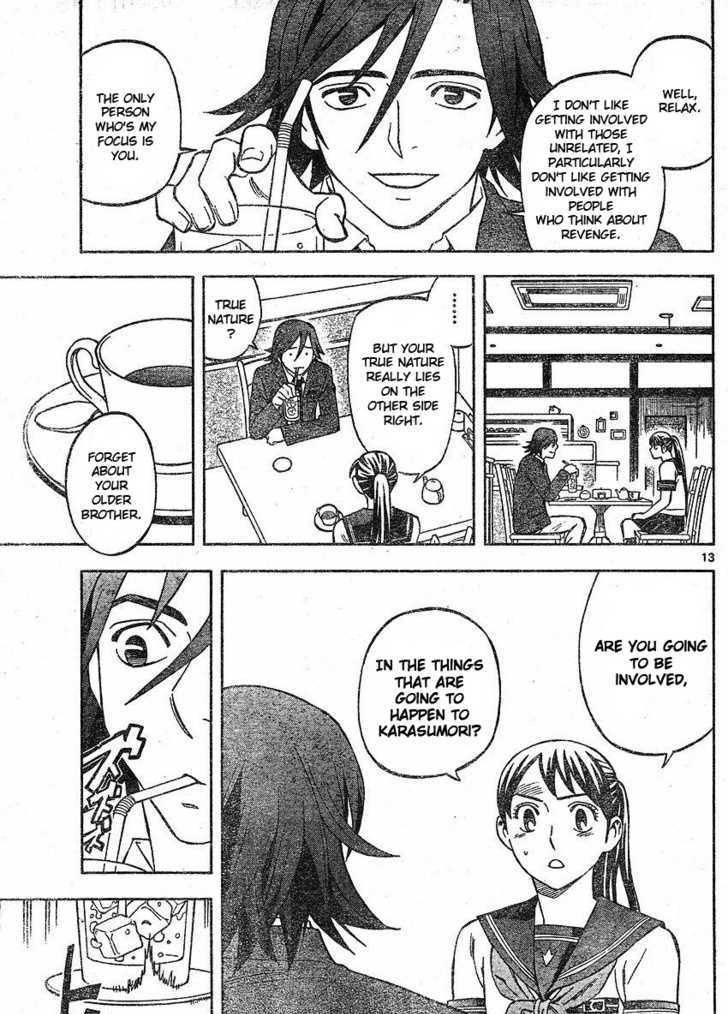 13
WELL,
RELAX.
I DON'T LIKE
GETTING INVOLVED
WITH THOSE
UNRELATED, I
PARTICULARLY
DON'T LIKE GETTING
INVOLVED WITH
PEOPLE
WHO THINK ABOUT
REVENGE.
THE ONLY
PERSON
WHO'S MY
FOCUS IS
YOU.
......
BUT YOUR
TRUE NATURE
REALLY LIES
ON THE
OTHER SIDE
RIGHT.
TRUE
NATURE
?
FORGET
ABOUT
YOUR
OLDER
BROTHER.
13
ARE YOU GOING
TO BE
INVOLVED,
IN THE THINGS
THAT ARE
GOING TO
HAPPEN TO
KARASUMORI?